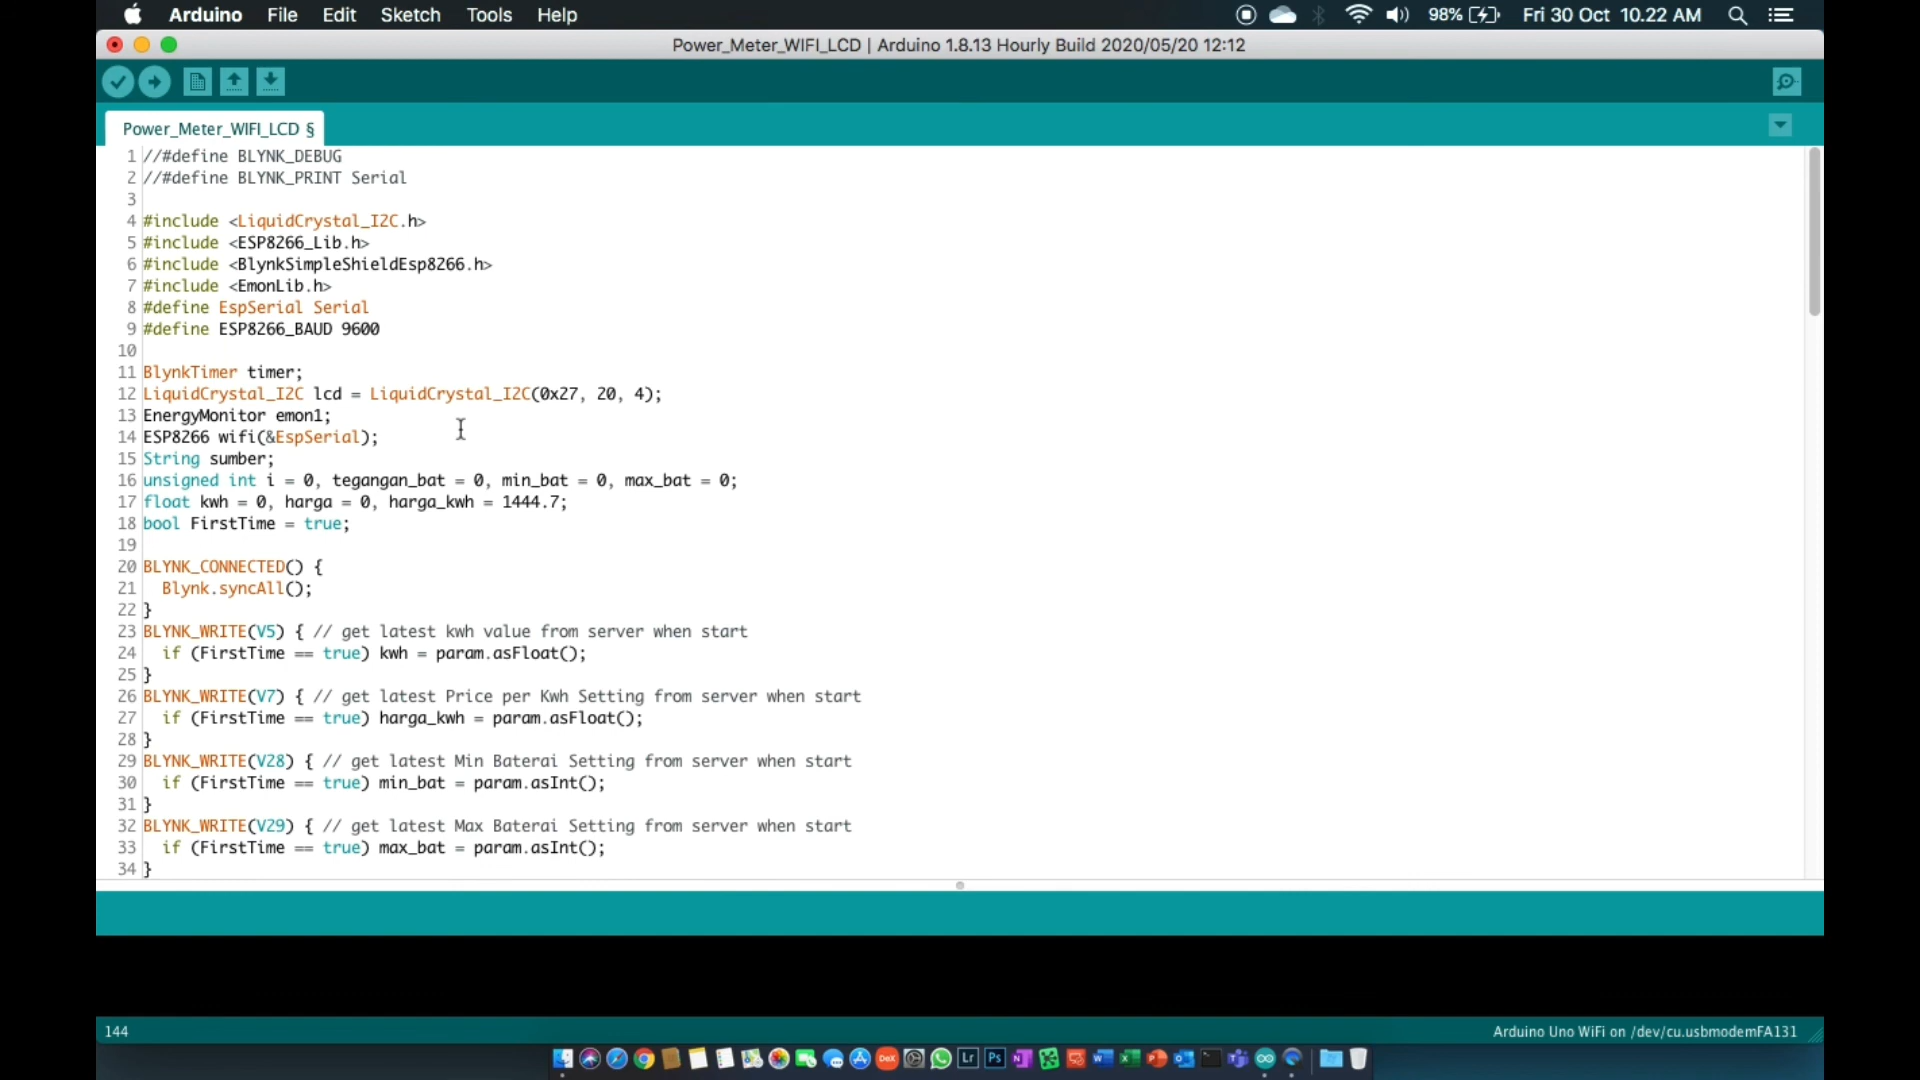 Arduino File Edit Sketch Tools Help 98% Fri 30 Oct 10.22 AM
Power_Meter_WIFI_LCD | Arduino 1.8.13 Hourly Build 2020/05/20 12:12
Power_Meter_WIFI_LCD §
1 //#define BLYNK_DEBUG
2 //#define BLYNK_PRINT Serial
3
4 #include <LiquidCrystal_I2C.h>
5 #include <ESP8266_Lib.h>
6 #include <BlynkSimpleShieldEsp8266.h>
7 #include <EmonLib.h>
8 #define EspSerial Serial
9 #define ESP8266_BAUD 9600
10
11 BlynkTimer timer;
12 LiquidCrystal_I2C lcd = LiquidCrystal_I2C(0x27, 20, 4);
13 EnergyMonitor emon1;
14 ESP8266 wifi(&EspSerial);
15 String sumber;
16 unsigned int i = 0, tegangan_bat = 0, min_bat = 0, max_bat = 0;
17 float kwh = 0, harga = 0, harga_kwh = 1444.7;
18 bool FirstTime = true;
19
20 BLYNK_CONNECTED() {
21   Blynk.syncAll();
22 }
23 BLYNK_WRITE(V5) { // get latest kwh value from server when start
24   if (FirstTime == true) kwh = param.asFloat();
25 }
26 BLYNK_WRITE(V7) { // get latest Price per Kwh Setting from server when start
27   if (FirstTime == true) harga_kwh = param.asFloat();
28 }
29 BLYNK_WRITE(V28) { // get latest Min Baterai Setting from server when start
30   if (FirstTime == true) min_bat = param.asInt();
31 }
32 BLYNK_WRITE(V29) { // get latest Max Baterai Setting from server when start
33   if (FirstTime == true) max_bat = param.asInt();
34 }
144 Arduino Uno WiFi on /dev/cu.usbmodemFA131
DeX Lr Ps